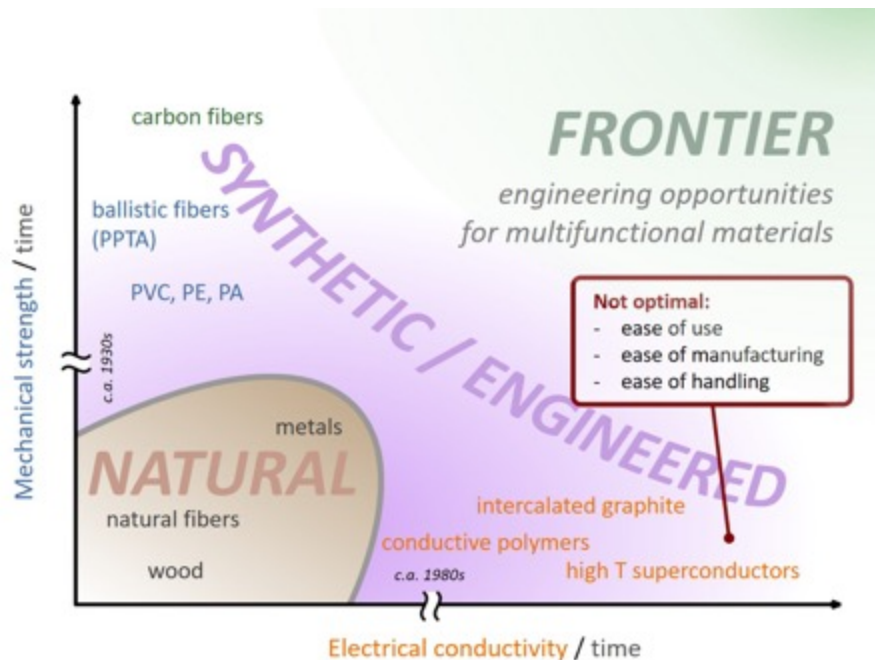 carbon fibers
FRONTIER
engineering opportunities
for multifunctional materials
SYNTHETIC / ENGINEERED
ballistic fibers
(PPTA)
PVC, PE, PA
Not optimal:
- ease of use
- ease of manufacturing
- ease of handling
Mechanical strength / time
c.a. 1930s
metals
NATURAL
natural fibers
wood
intercalated graphite
conductive polymers
high T superconductors
c.a. 1980s
Electrical conductivity / time